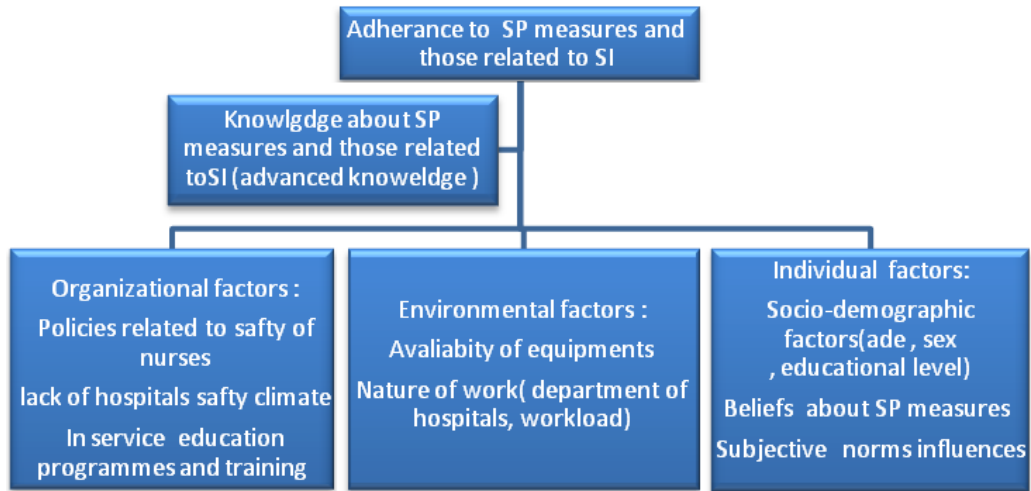 Adherance to SP measures and
those related to SI
Knowlgdge about SP
measures and those related
toSI (advanced knoweldge )
Organizational factors :
Policies related to safty of
nurses
lack of hospitals safty climate
In service education
programmes and training
Environmental factors :
Avaliabity of equipments
Nature of work( department of
hospitals, workload)
Individual factors:
Socio-demographic
factors(ade , sex
, educational level)
Beliefs about SP measures
Subjective norms influences